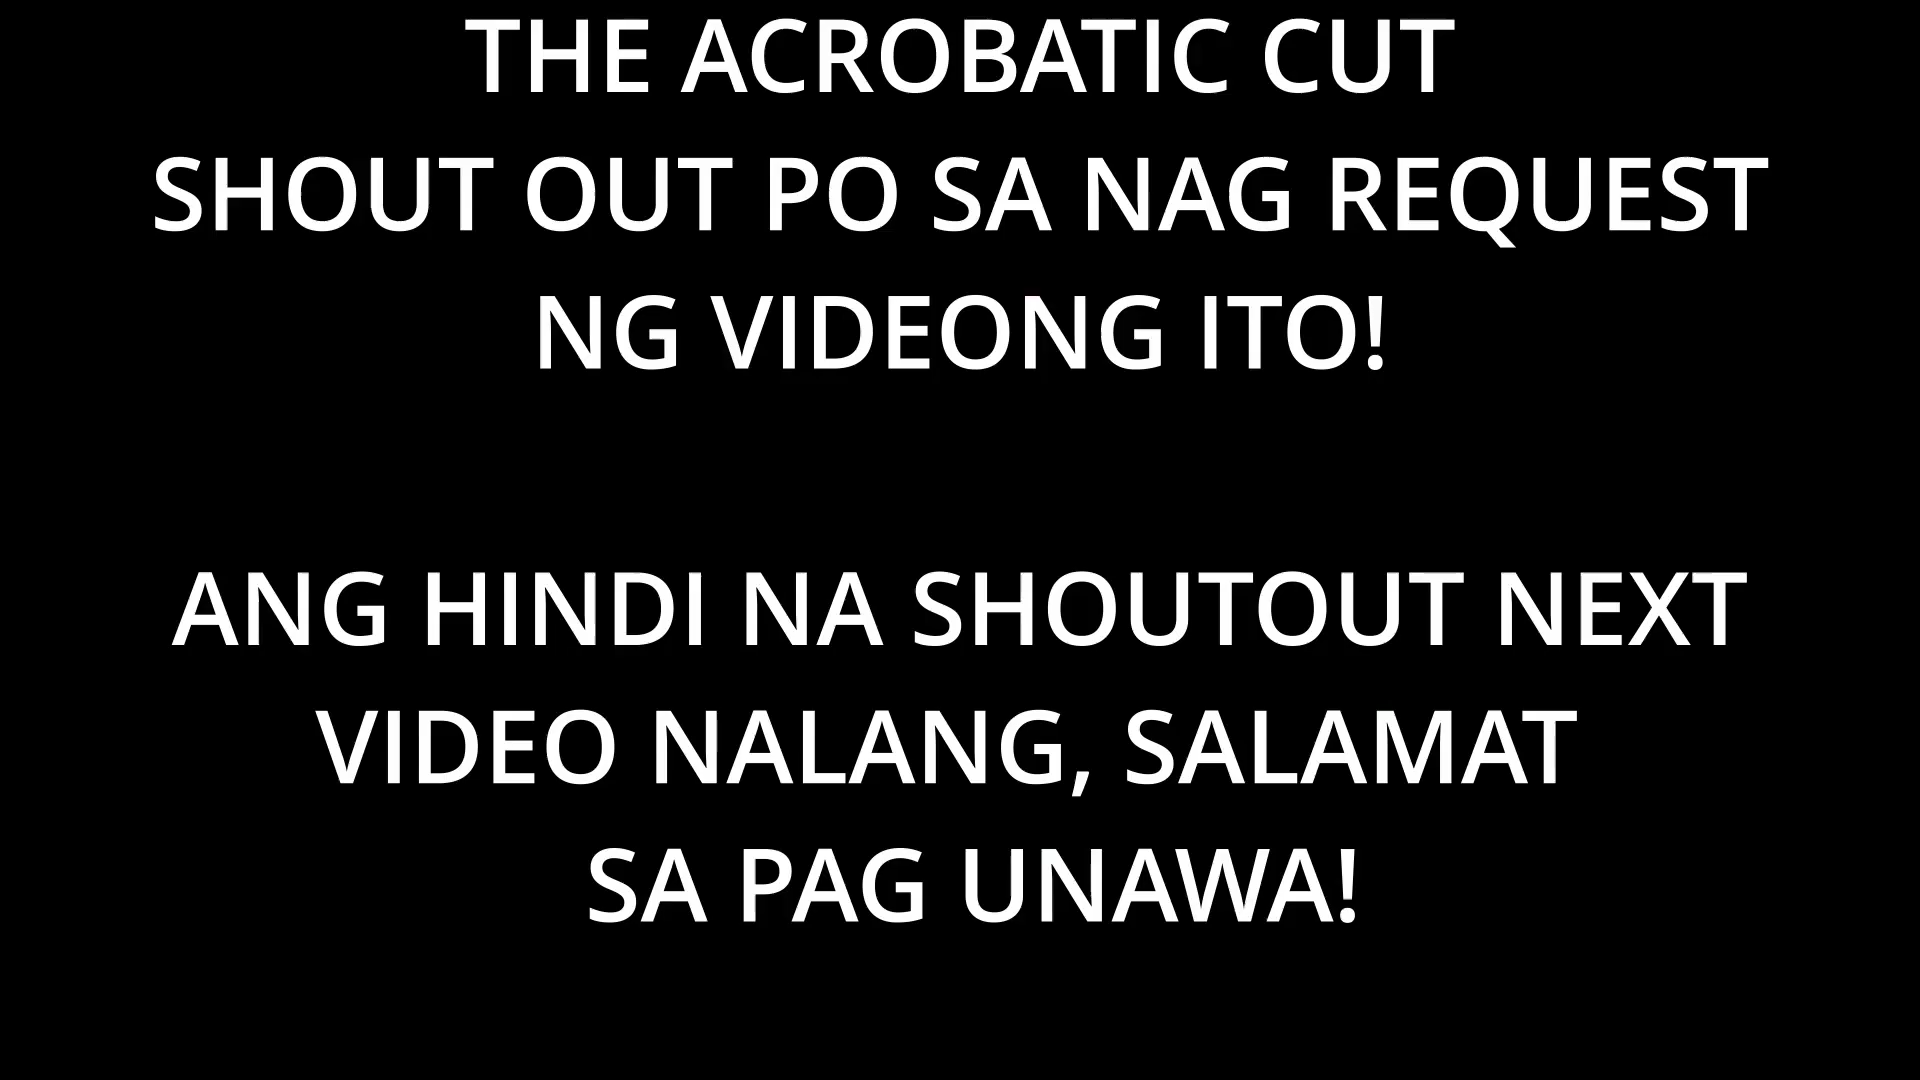 THE ACROBATIC CUT
SHOUT OUT PO SA NAG REQUEST
NG VIDEONG ITO!
ANG HINDI NA SHOUTOUT NEXT
VIDEO NALANG, SALAMAT
SA PAG UNAWA!